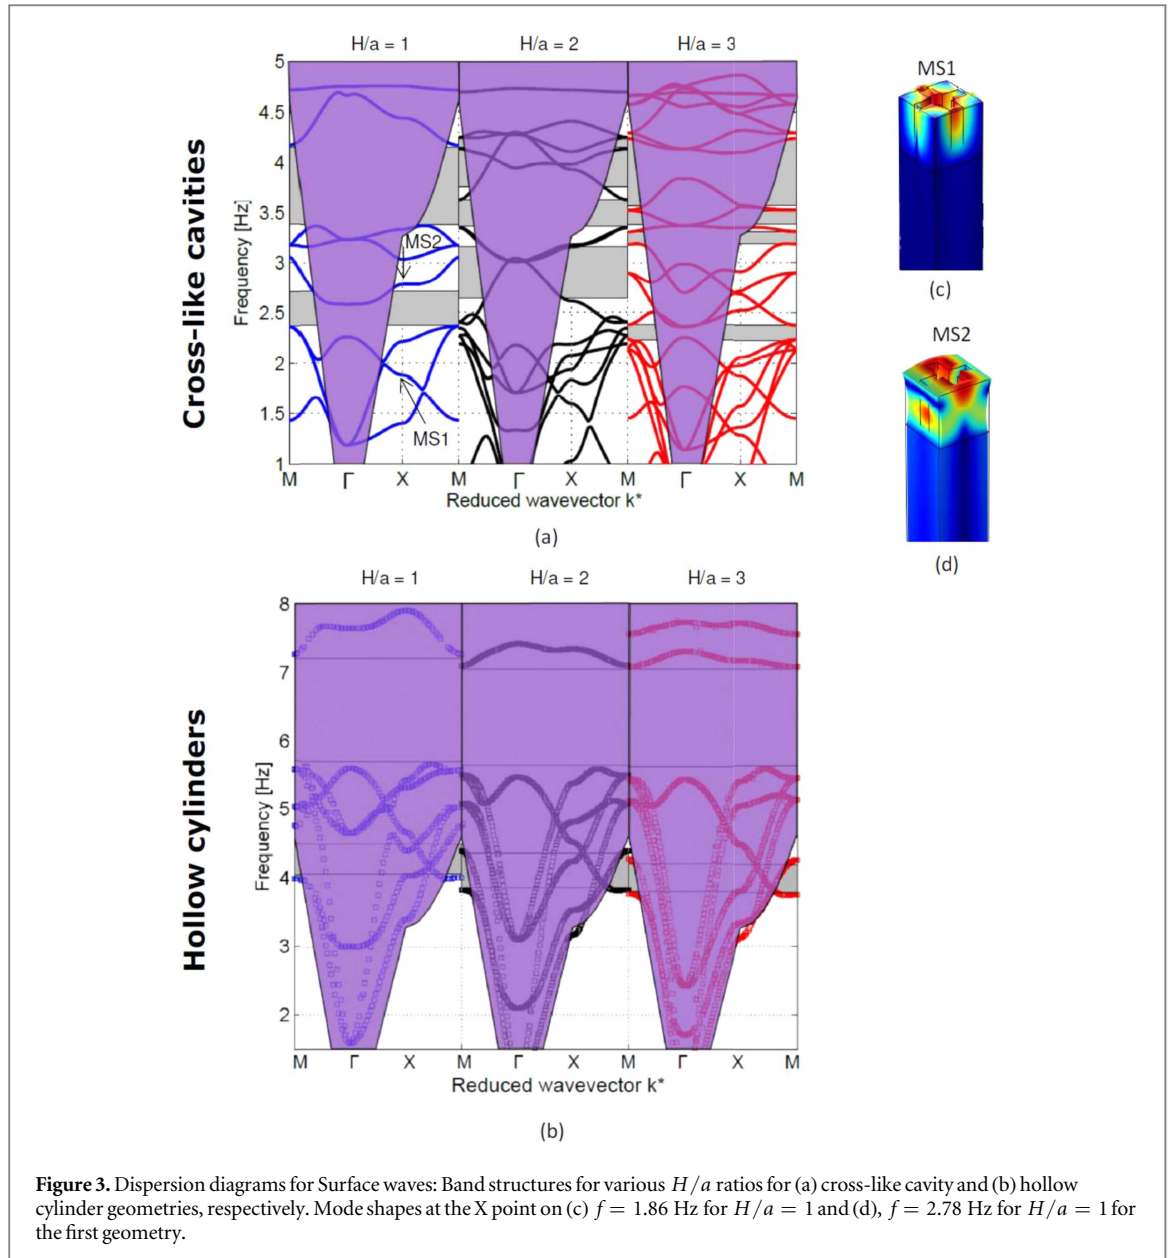 H/a = 1 H/a = 2 H/a = 3
Cross-like cavities
Frequency [Hz]
5
4.5
4
3.5
3
2.5
2
1.5
1
MS2
MS1
M Γ X M Γ X M Γ X M
Reduced wavevector k*
(a)
MS1
(c)
MS2
(d)
H/a = 1 H/a = 2 H/a = 3
Hollow cylinders
Frequency [Hz]
8
7
6
5
4
3
2
M Γ X M Γ X M Γ X M
Reduced wavevector k*
(b)
Figure 3. Dispersion diagrams for Surface waves: Band structures for various H/a ratios for (a) cross-like cavity and (b) hollow
cylinder geometries, respectively. Mode shapes at the X point on (c) f = 1.86 Hz for H/a = 1 and (d), f = 2.78 Hz for H/a = 1 for
the first geometry.